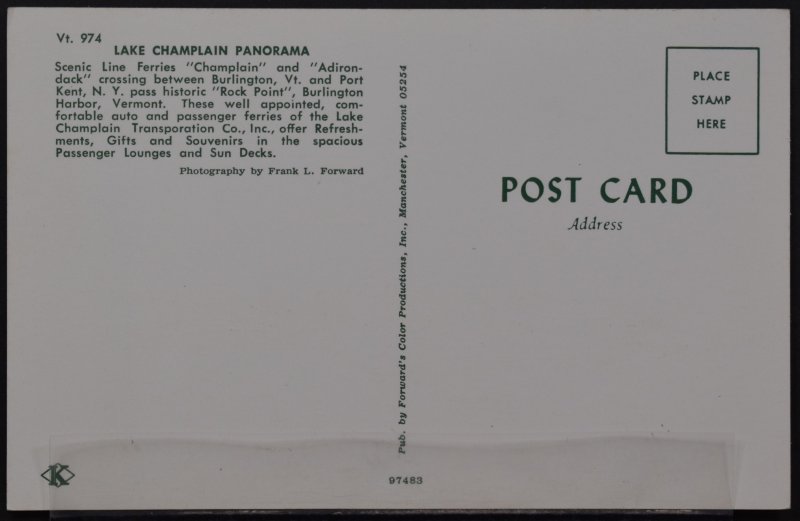 Vt. 974
LAKE CHAMPLAIN PANORAMA
Scenic Line Ferries "Champlain" and "Adiron-
dack" crossing between Burlington, Vt. and Port
Kent, N. Y. pass historic "Rock Point", Burlington
Harbor, Vermont. These well appointed, com-
fortable auto and passenger ferries of the Lake
Champlain Transporation Co., Inc., offer Refresh-
ments, Gifts and Souvenirs in the spacious
Passenger Lounges and Sun Decks.
Photography by Frank L. Forward
Pub. by Forward's Color Productions, Inc., Manchester, Vermont 05254
PLACE
STAMP
HERE
POST CARD
Address
K
97483